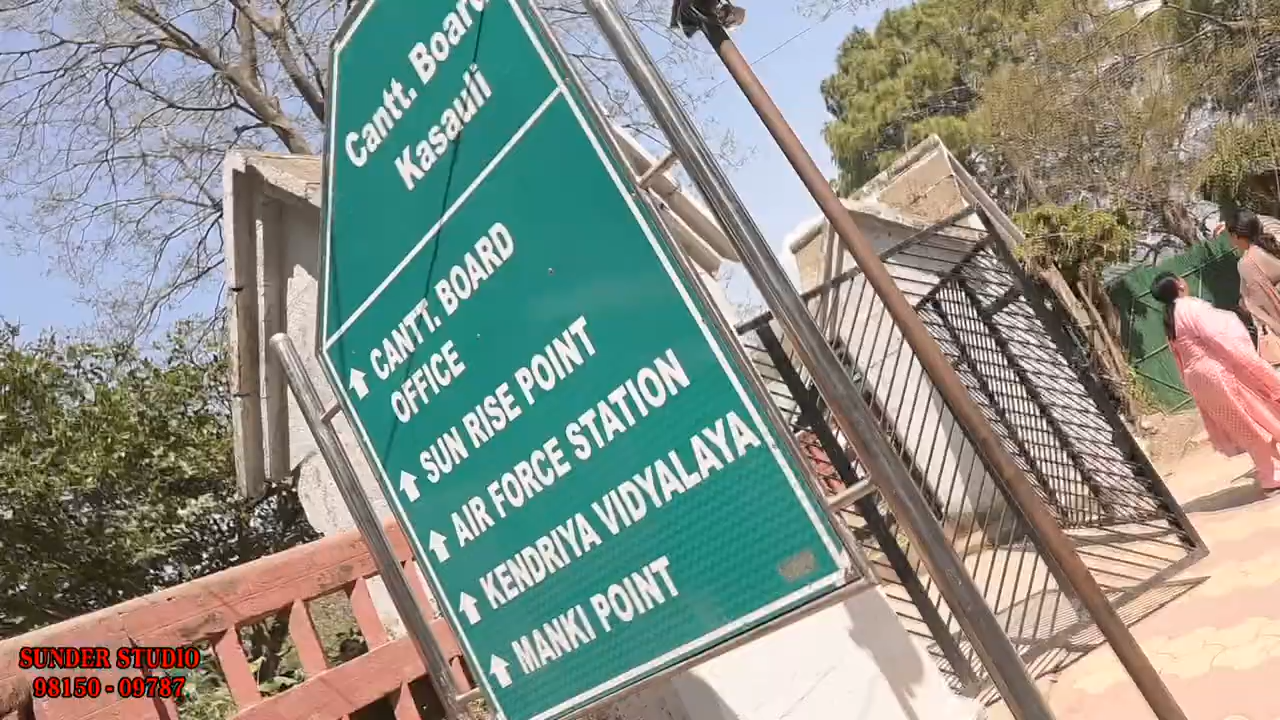 Cantt. Board
Kasauli
CANTT. BOARD
OFFICE
SUN RISE POINT
AIR FORCE STATION
KENDRIYA VIDYALAYA
MANKI POINT
SUNDER STUDIO
98150 - 09787